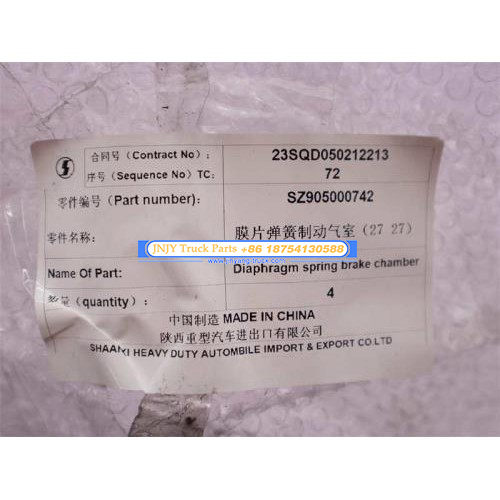 合同号（Contract No）： 23SQD050212213
序号（Sequence No）TC: 72
零件编号（Part number): SZ905000742
零件名称: 膜片弹簧制动气室（27 27）
JNJY Truck Parts +86 18754130588
Name Of Part: Diaphragm spring brake chamber
数量（quantity）: 4
中国制造 MADE IN CHINA
陕西重型汽车进出口有限公司
SHAANXI HEAVY DUTY AUTOMBILE IMPORT & EXPORT CO.LTD